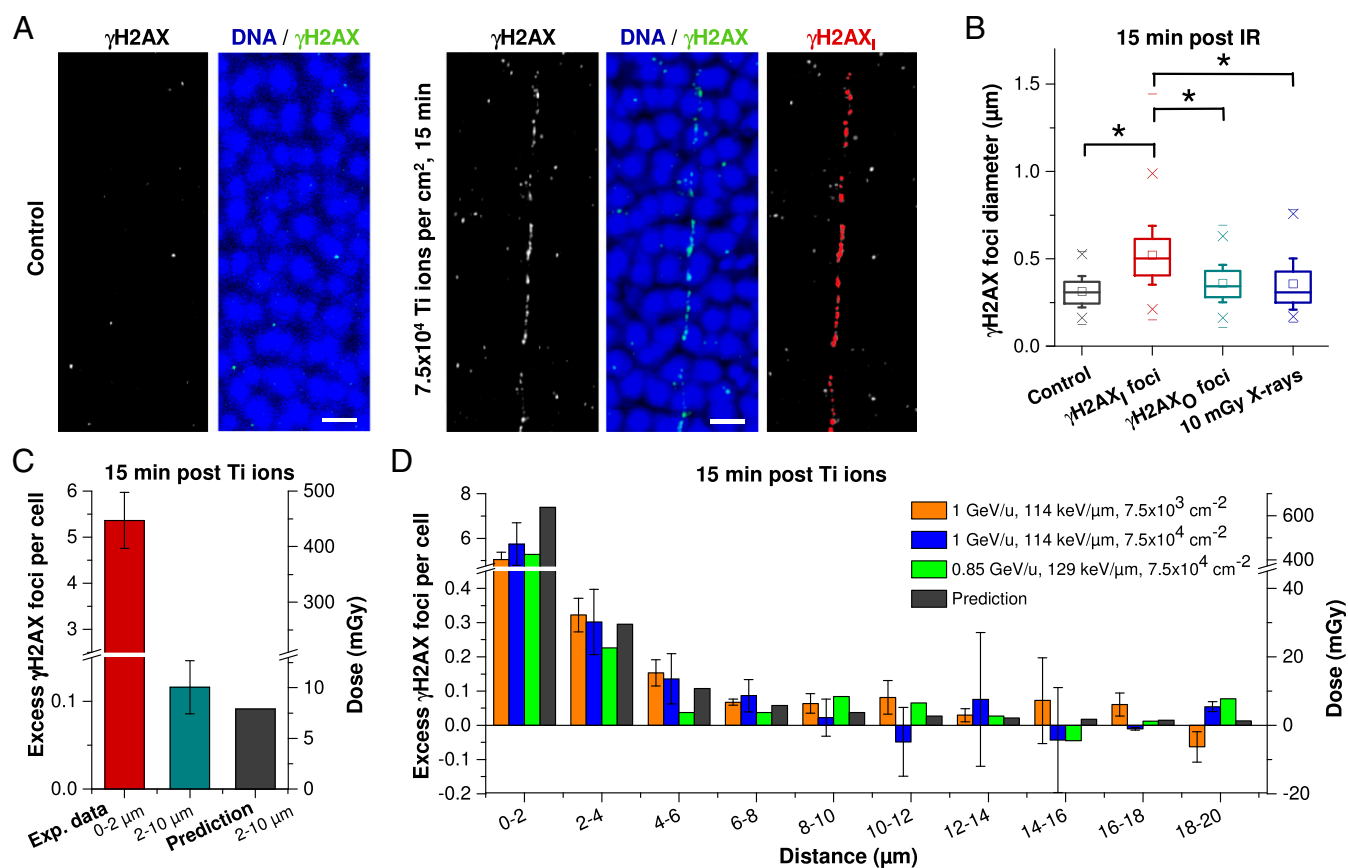 A
γH2AX
DNA / γH2AX
γH2AX
DNA / γH2AX
γH2AXI
Control
7.5x10⁴ Ti ions per cm², 15 min
B
15 min post IR
γH2AX foci diameter (μm)
1.5
1.0
0.5
0.0
*
*
*
Control
γH2AXI foci
γH2AXO foci
10 mGy X-rays
C
15 min post Ti ions
Excess γH2AX foci per cell
6
5
4
3
0.1
0.0
Dose (mGy)
500
400
300
10
5
0
Exp. data
0-2 μm
2-10 μm
Prediction
2-10 μm
D
15 min post Ti ions
Excess γH2AX foci per cell
8
6
0.4
0.3
0.2
0.1
0.0
-0.1
-0.2
1 GeV/u, 114 keV/μm, 7.5x10³ cm⁻²
1 GeV/u, 114 keV/μm, 7.5x10⁴ cm⁻²
0.85 GeV/u, 129 keV/μm, 7.5x10⁴ cm⁻²
Prediction
Dose (mGy)
600
400
40
20
0
-20
0-2
2-4
4-6
6-8
8-10
10-12
12-14
14-16
16-18
18-20
Distance (μm)